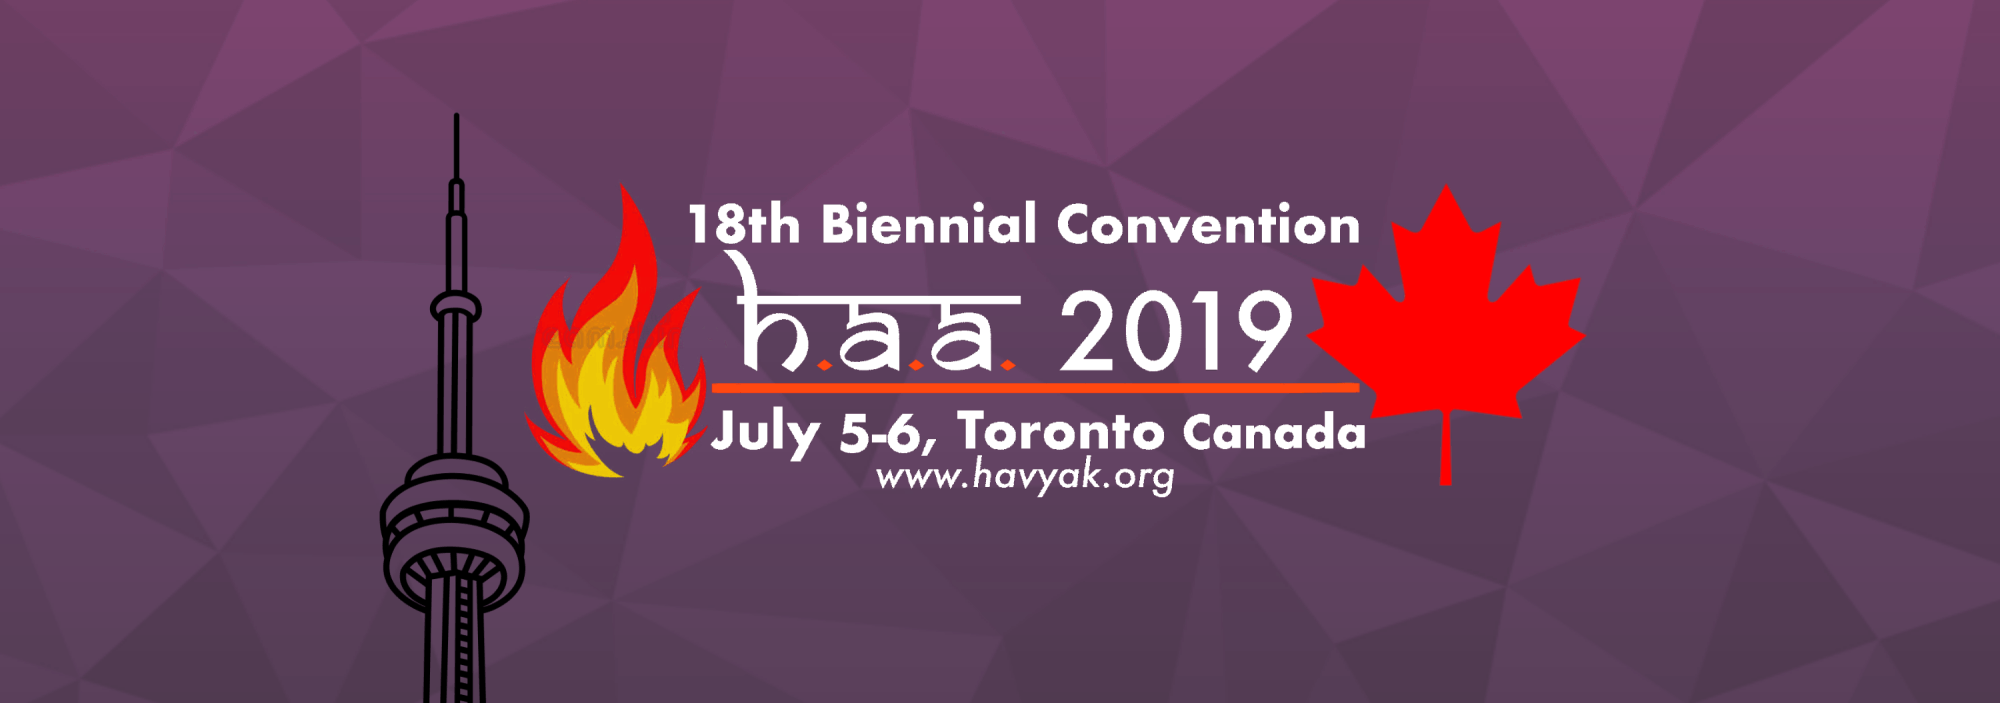 18th Biennial Convention
h.a.a. 2019
July 5-6, Toronto Canada
www.havyak.org